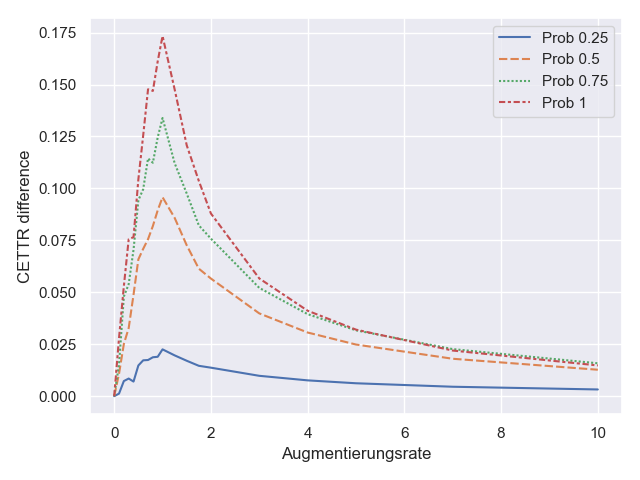 0.175
0.150
0.125
0.100
0.075
0.050
0.025
0.000
CETTR difference
0 2 4 6 8 10
Augmentierungsrate
Prob 0.25
Prob 0.5
Prob 0.75
Prob 1